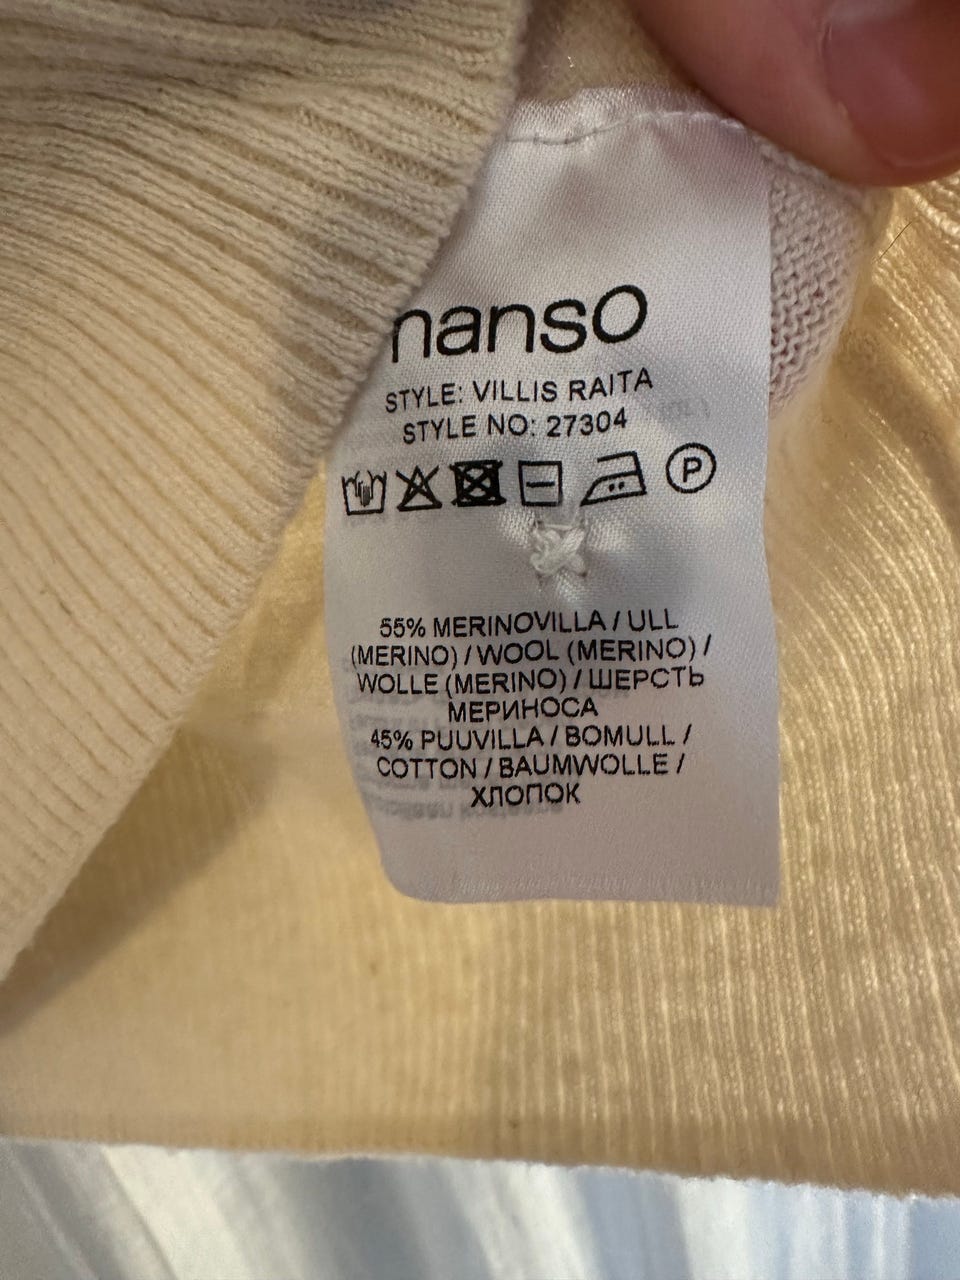 nanso
STYLE: VILLIS RAITA
STYLE NO: 27304
P
55% MERINOVILLA / ULL
(MERINO) / WOOL (MERINO) /
WOLLE (MERINO) / ШЕРСТЬ
МЕРИНОСА
45% PUUVILLA / BOMULL /
COTTON / BAUMWOLLE /
ХЛОПОК